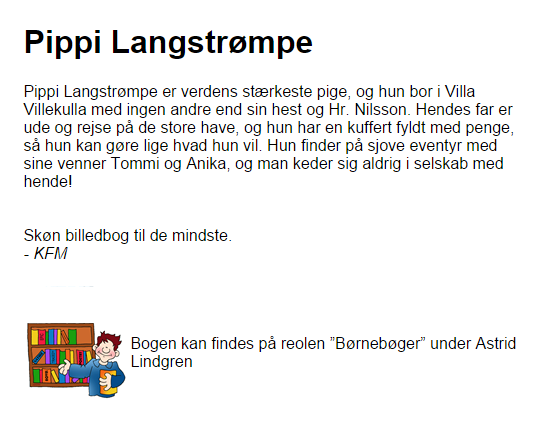 Pippi Langstrømpe
Pippi Langstrømpe er verdens stærkeste pige, og hun bor i Villa
Villekulla med ingen andre end sin hest og Hr. Nilsson. Hendes far er
ude og rejse på de store have, og hun har en kuffert fyldt med penge,
så hun kan gøre lige hvad hun vil. Hun finder på sjove eventyr med
sine venner Tommi og Anika, og man keder sig aldrig i selskab med
hende!
Skøn billedbog til de mindste.
- KFM
Bogen kan findes på reolen ”Børnebøger” under Astrid
Lindgren